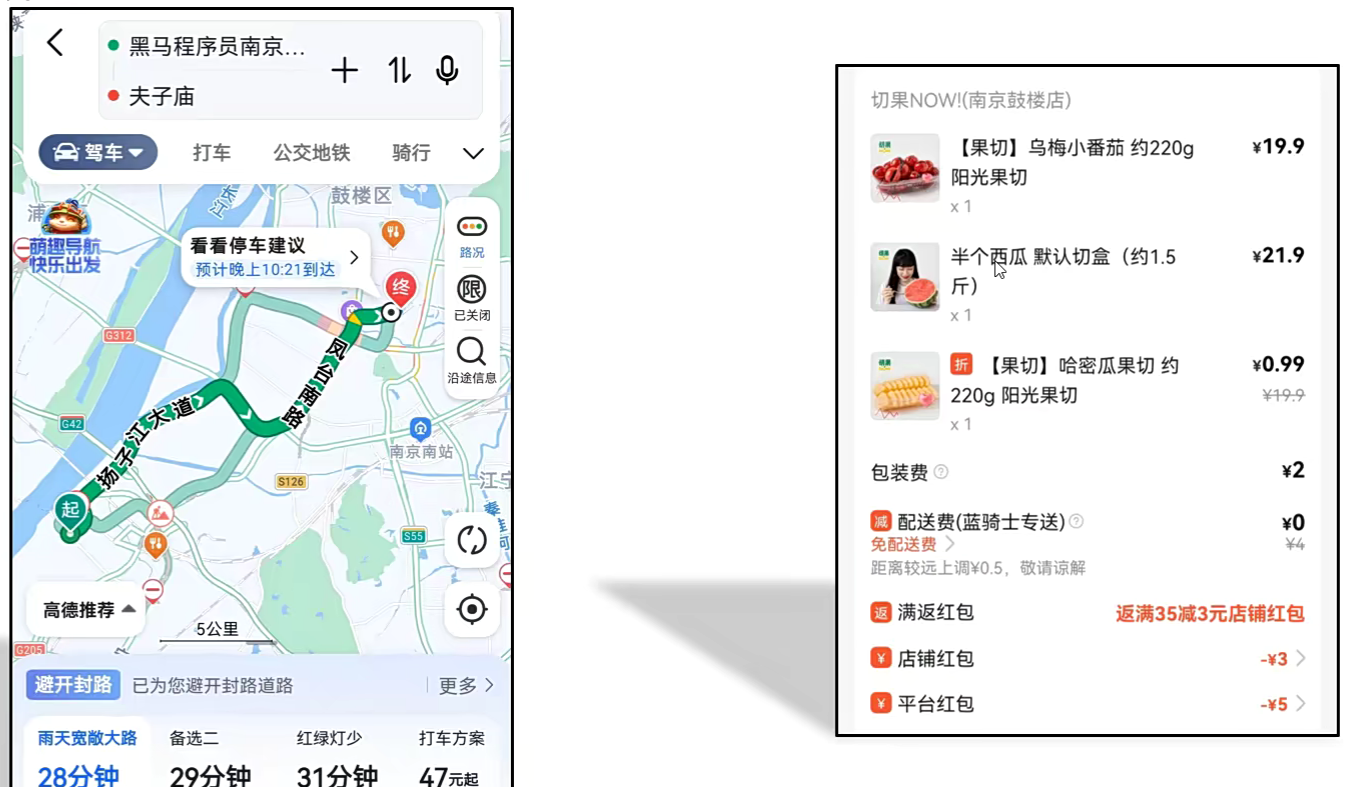 黑马程序员南京...
夫子庙
驾车
打车
公交地铁
骑行
鼓楼区
看看停车建议
预计晚上10:21到达
萌趣导航
快乐出发
路况
限
已关闭
沿途信息
终
G312
凤台南路
扬子江大道
G42
南京南站
S126
起
S55
高德推荐
5公里
G205
避开封路
已为您避开封路道路
更多
雨天宽敞大路
备选二
红绿灯少
打车方案
28分钟
29分钟
31分钟
47元起
切果NOW!(南京鼓楼店)
【果切】乌梅小番茄 约220g
阳光果切
¥19.9
x 1
半个西瓜 默认切盒（约1.5
斤）
¥21.9
x 1
折 【果切】哈密瓜果切 约
220g 阳光果切
¥0.99
¥19.9
x 1
包装费
¥2
减 配送费(蓝骑士专送)
¥0
免配送费
¥4
距离较远上调¥0.5，敬请谅解
返 满返红包
返满35减3元店铺红包
¥ 店铺红包
-¥3
¥ 平台红包
-¥5